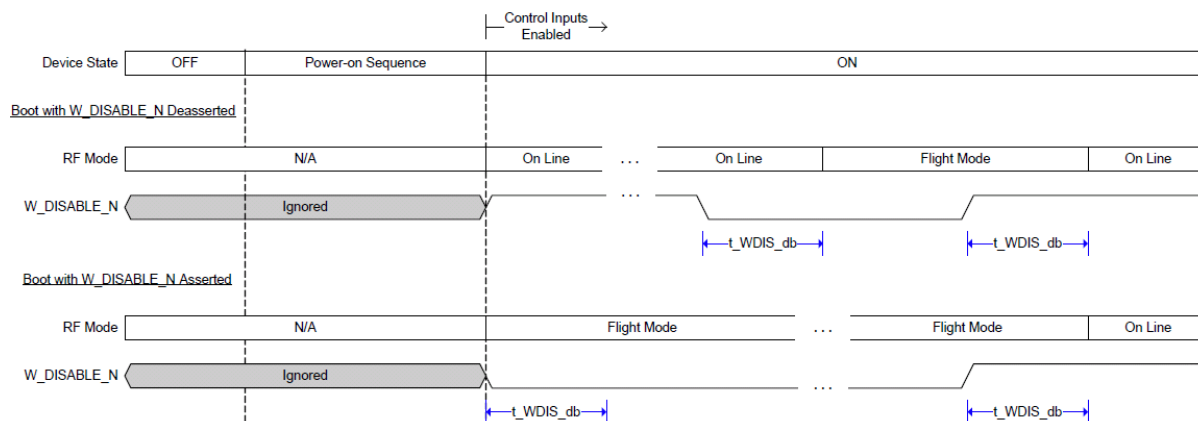 Control Inputs
Enabled
Device State OFF Power-on Sequence ON
Boot with W_DISABLE_N Deasserted
RF Mode N/A On Line ... On Line Flight Mode On Line
W_DISABLE_N Ignored ...
t_WDIS_db t_WDIS_db
Boot with W_DISABLE_N Asserted
RF Mode N/A Flight Mode ... Flight Mode On Line
W_DISABLE_N Ignored ...
t_WDIS_db t_WDIS_db